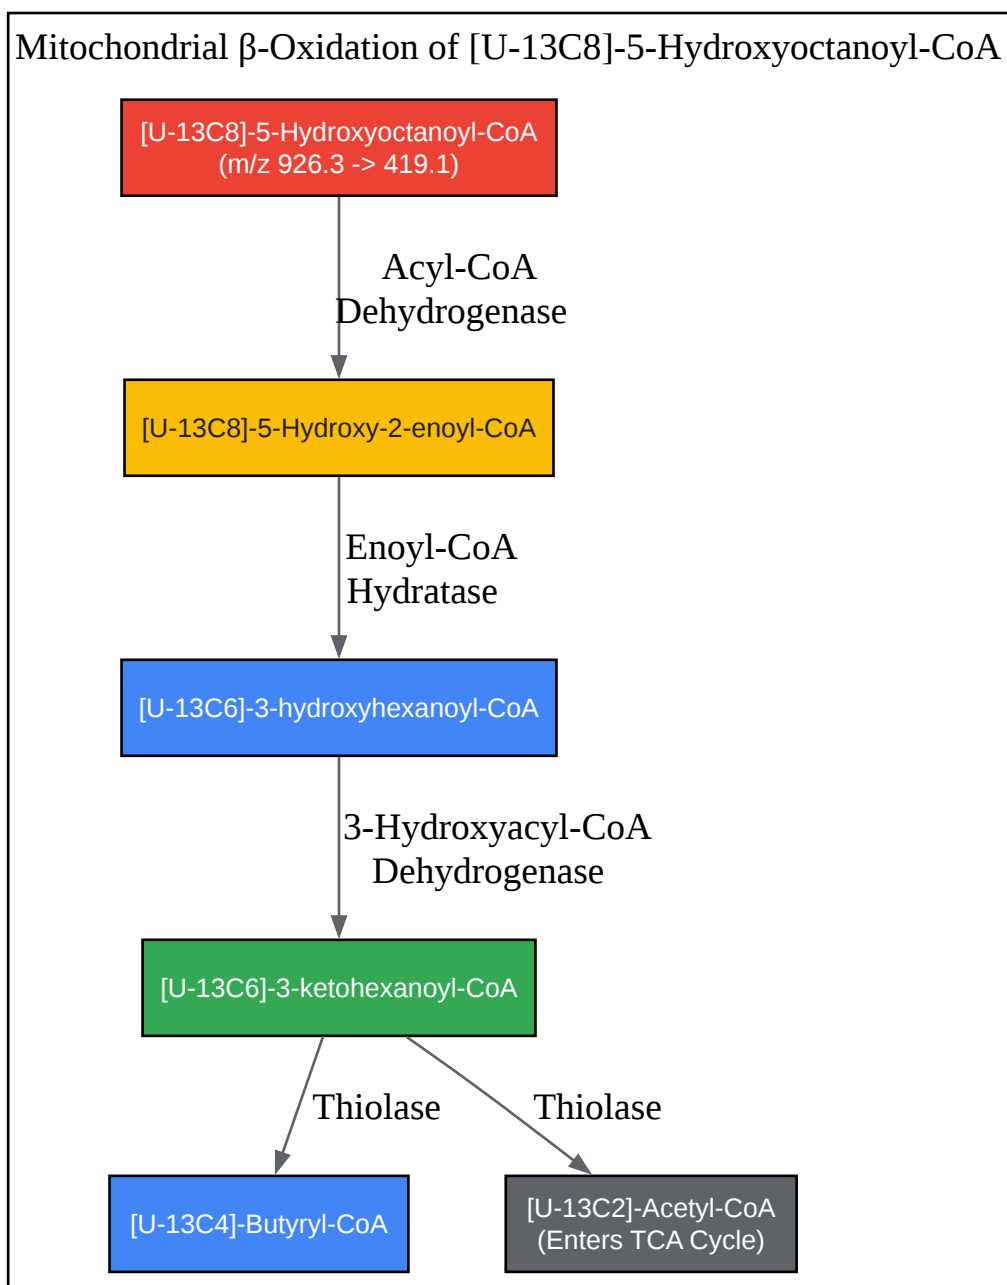 Mitochondrial β-Oxidation of [U-13C8]-5-Hydroxyoctanoyl-CoA
[U-13C8]-5-Hydroxyoctanoyl-CoA
(m/z 926.3 -> 419.1)
Acyl-CoA
Dehydrogenase
[U-13C8]-5-Hydroxy-2-enoyl-CoA
Enoyl-CoA
Hydratase
[U-13C6]-3-hydroxyhexanoyl-CoA
3-Hydroxyacyl-CoA
Dehydrogenase
[U-13C6]-3-ketohexanoyl-CoA
Thiolase
Thiolase
[U-13C4]-Butyryl-CoA
[U-13C2]-Acetyl-CoA
(Enters TCA Cycle)